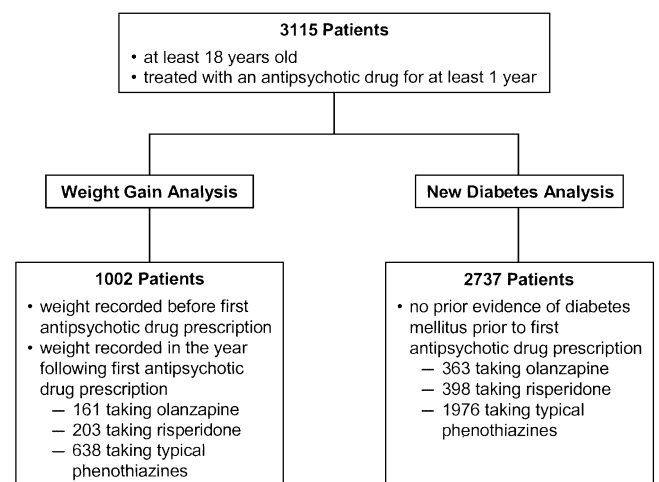 3115 Patients
• at least 18 years old
• treated with an antipsychotic drug for at least 1 year
Weight Gain Analysis
New Diabetes Analysis
1002 Patients
• weight recorded before first
antipsychotic drug prescription
• weight recorded in the year
following first antipsychotic
drug prescription
— 161 taking olanzapine
— 203 taking risperidone
— 638 taking typical
phenothiazines
2737 Patients
• no prior evidence of diabetes
mellitus prior to first
antipsychotic drug prescription
— 363 taking olanzapine
— 398 taking risperidone
— 1976 taking typical
phenothiazines